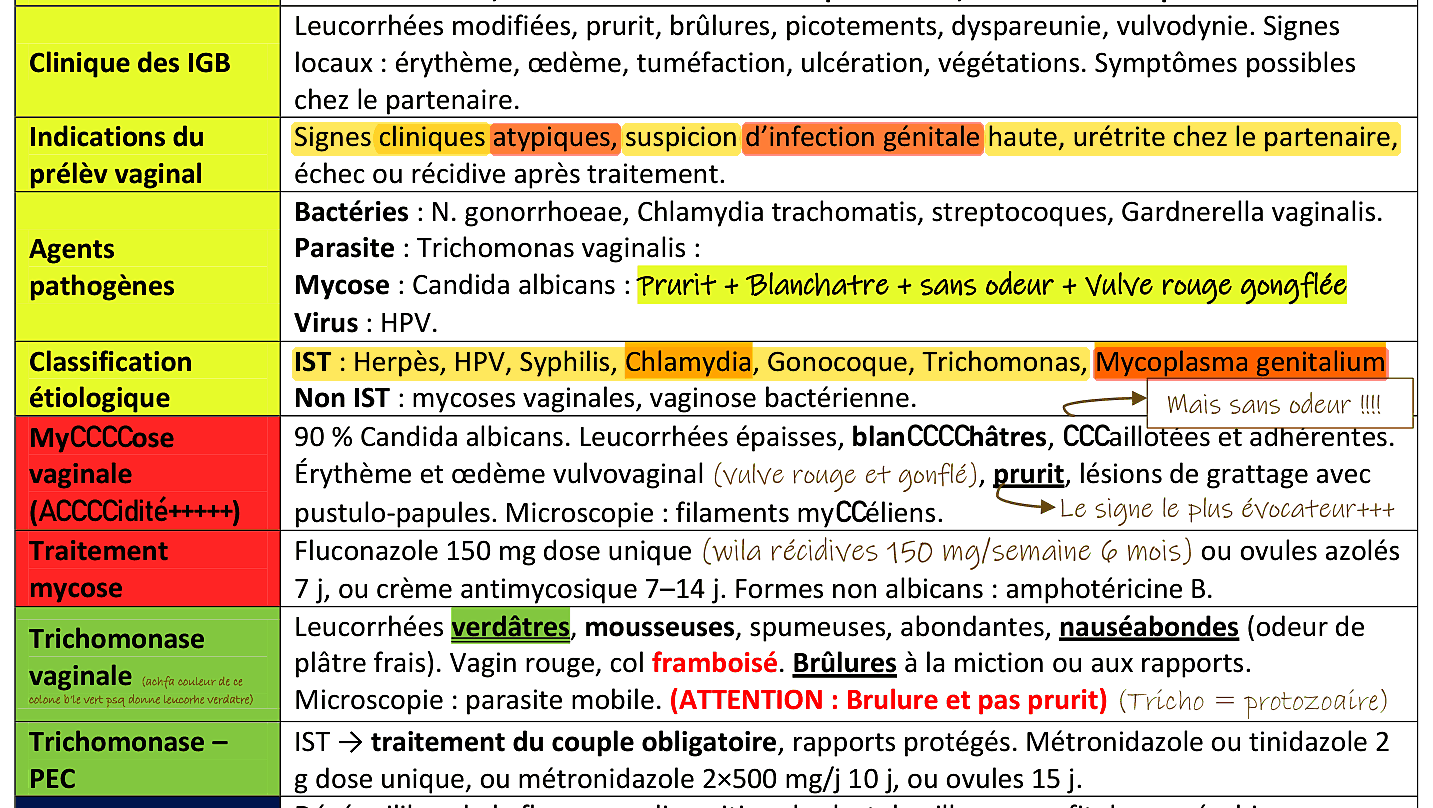 Clinique des IGB
Leucorrhées modifiées, prurit, brûlures, picotements, dyspareunie, vulvodynie. Signes
locaux : érythème, œdème, tuméfaction, ulcération, végétations. Symptômes possibles
chez le partenaire.
Indications du
prélèv vaginal
Signes cliniques atypiques, suspicion d’infection génitale haute, urétrite chez le partenaire,
échec ou récidive après traitement.
Agents
pathogènes
Bactéries : N. gonorrhoeae, Chlamydia trachomatis, streptocoques, Gardnerella vaginalis.
Parasite : Trichomonas vaginalis :
Mycose : Candida albicans : Prurit + Blanchatre + sans odeur + Vulve rouge gongflée
Virus : HPV.
Classification
étiologique
IST : Herpès, HPV, Syphilis, Chlamydia, Gonocoque, Trichomonas, Mycoplasma genitalium
Non IST : mycoses vaginales, vaginose bactérienne.
Mais sans odeur !!!!
MyCCCCose
vaginale
(ACCCCidité+++++)
90 % Candida albicans. Leucorrhées épaisses, blanCCCChâtres, CCCaillotées et adhérentes.
Érythème et œdème vulvovaginal (vulve rouge et gonflé), prurit, lésions de grattage avec
pustulo-papules. Microscopie : filaments myCCéliens.
Le signe le plus évocateur+++
Traitement
mycose
Fluconazole 150 mg dose unique (wila récidives 150 mg/semaine 6 mois) ou ovules azolés
7 j, ou crème antimycosique 7–14 j. Formes non albicans : amphotéricine B.
Trichomonase
vaginale (achfa couleur de ce
colone b'le vert psq donne leucorhe verdatre)
Leucorrhées verdâtres, mousseuses, spumeuses, abondantes, nauséabondes (odeur de
plâtre frais). Vagin rouge, col framboisé. Brûlures à la miction ou aux rapports.
Microscopie : parasite mobile. (ATTENTION : Brulure et pas prurit) (Tricho = protozoaire)
Trichomonase –
PEC
IST → traitement du couple obligatoire, rapports protégés. Métronidazole ou tinidazole 2
g dose unique, ou métronidazole 2×500 mg/j 10 j, ou ovules 15 j.